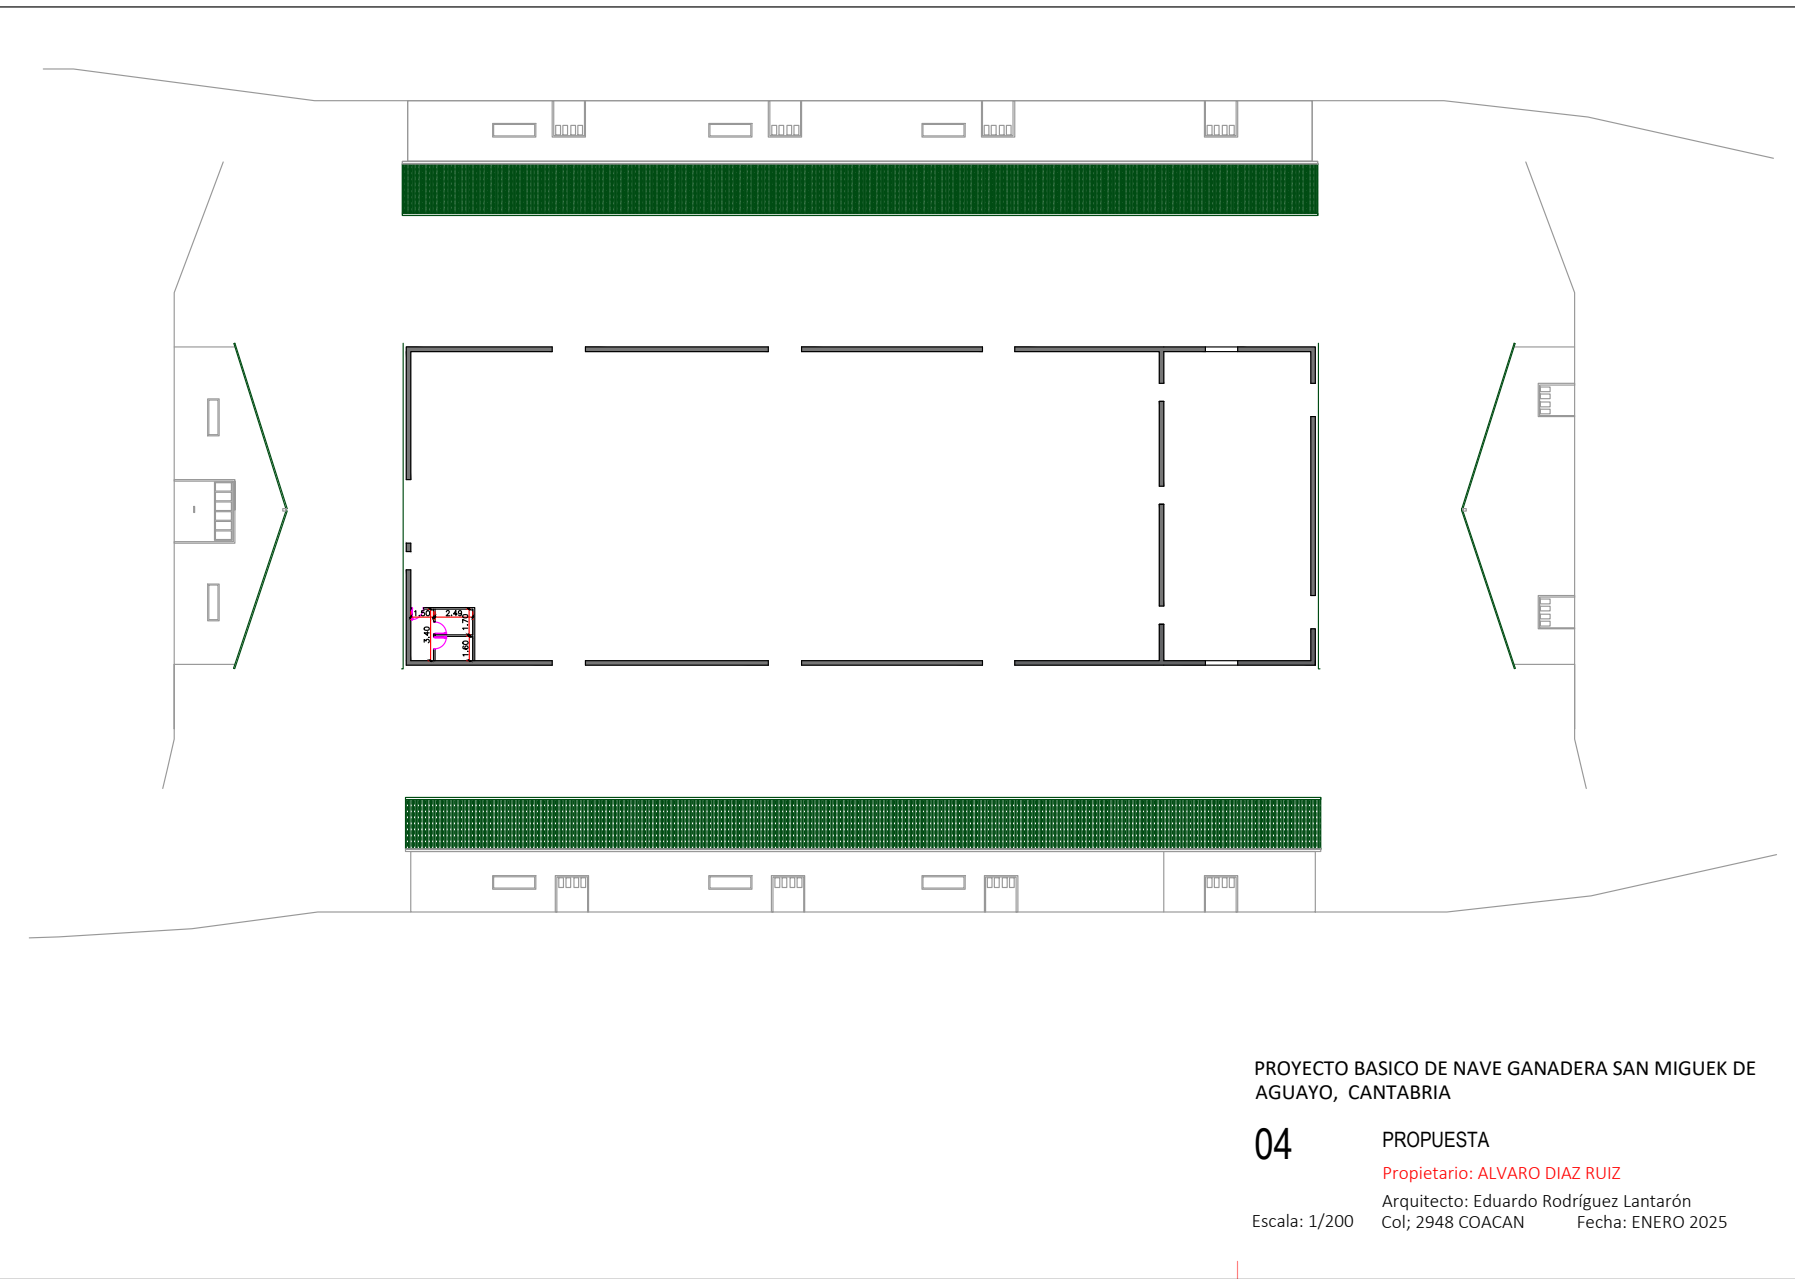 1.50
2.49
1.70
3.40
1.60
PROYECTO BASICO DE NAVE GANADERA SAN MIGUEK DE
AGUAYO, CANTABRIA
04
PROPUESTA
Propietario: ALVARO DIAZ RUIZ
Arquitecto: Eduardo Rodríguez Lantarón
Escala: 1/200
Col; 2948 COACAN
Fecha: ENERO 2025